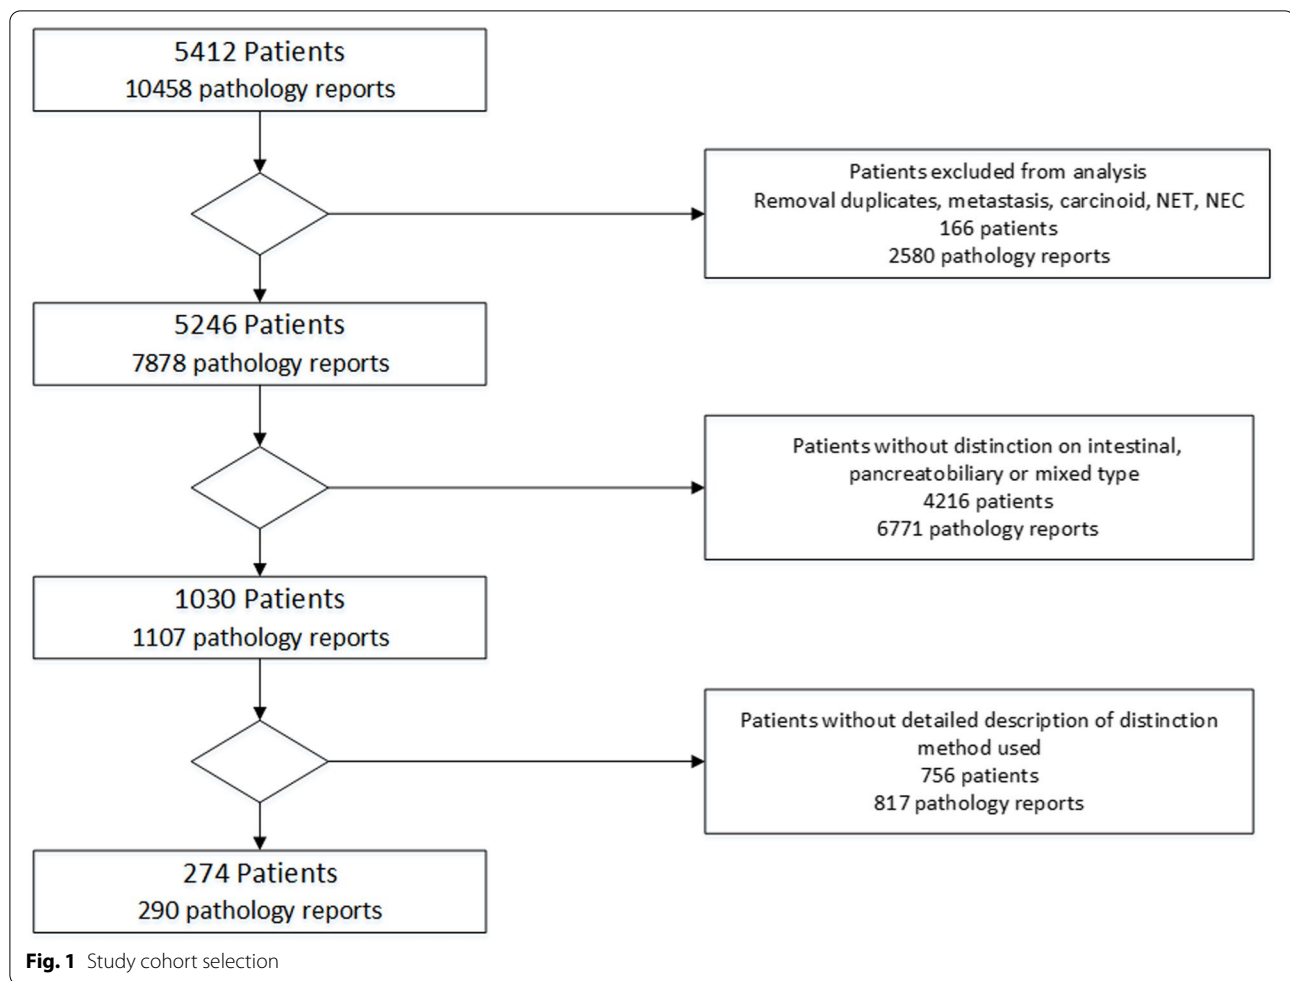 5412 Patients
10458 pathology reports
Patients excluded from analysis
Removal duplicates, metastasis, carcinoid, NET, NEC
166 patients
2580 pathology reports
5246 Patients
7878 pathology reports
Patients without distinction on intestinal,
pancreatobiliary or mixed type
4216 patients
6771 pathology reports
1030 Patients
1107 pathology reports
Patients without detailed description of distinction
method used
756 patients
817 pathology reports
274 Patients
290 pathology reports
Fig. 1 Study cohort selection